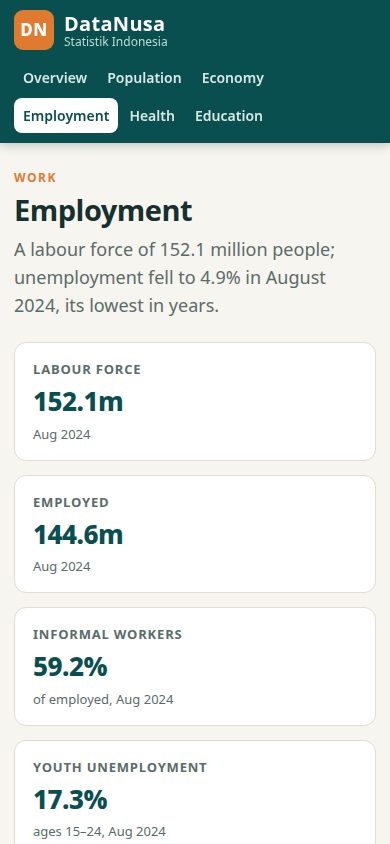 DN
DataNusa
Statistik Indonesia
Overview Population Economy
Employment Health Education
WORK
Employment
A labour force of 152.1 million people;
unemployment fell to 4.9% in August
2024, its lowest in years.
LABOUR FORCE
152.1m
Aug 2024
EMPLOYED
144.6m
Aug 2024
INFORMAL WORKERS
59.2%
of employed, Aug 2024
YOUTH UNEMPLOYMENT
17.3%
ages 15–24, Aug 2024